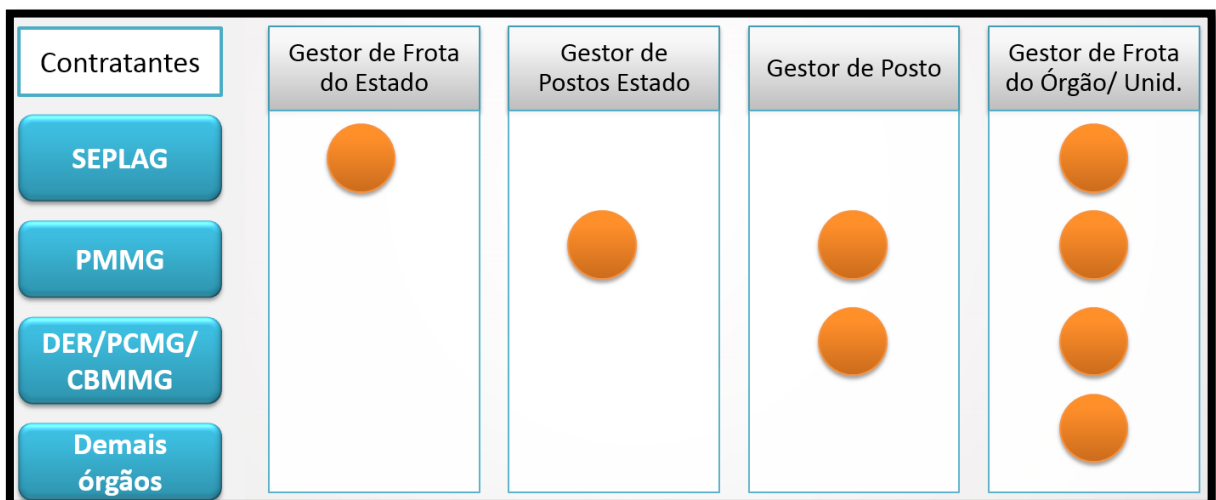 Contratantes
Gestor de Frota
do Estado
Gestor de
Postos Estado
Gestor de Posto
Gestor de Frota
do Órgão/ Unid.
SEPLAG
PMMG
DER/PCMG/
CBMMG
Demais
órgãos